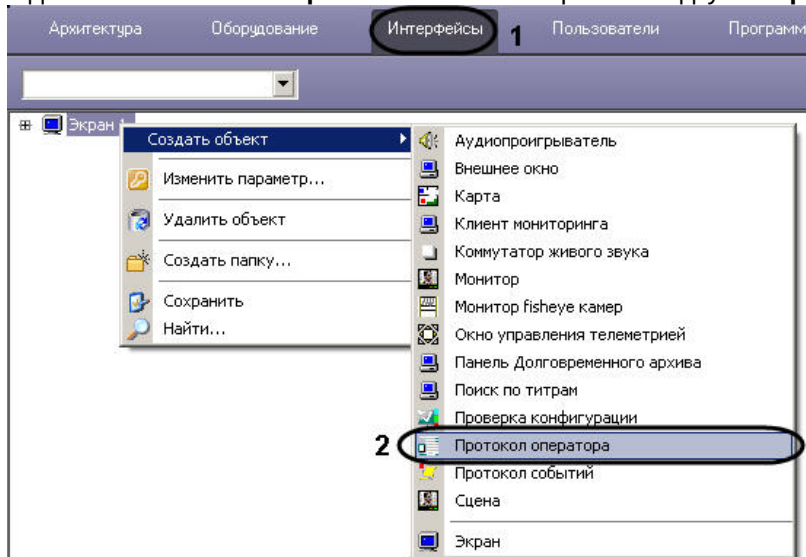 Архитектура Оборудование Интерфейсы 1 Пользователи Программ
Экран 1
Создать объект
Изменить параметр...
Удалить объект
Создать папку...
Сохранить
Найти...
Аудиопроигрыватель
Внешнее окно
Карта
Клиент мониторинга
Коммутатор живого звука
Монитор
Монитор fisheye камер
Окно управления телеметрией
Панель Долговременного архива
Поиск по титрам
Проверка конфигурации
2 Протокол оператора
Протокол событий
Сцена
Экран